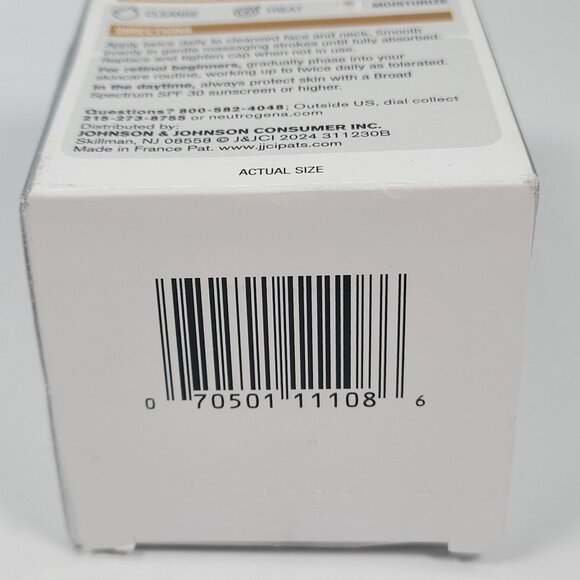 CLEANSE TREAT MOISTURIZE
DIRECTIONS
Apply twice daily to cleansed face and neck. Smooth
evenly in gentle massaging strokes until fully absorbed.
Replace and tighten cap when not in use.
For retinol beginners, gradually phase into your
skincare routine, working up to twice daily as tolerated.
In the daytime, always protect skin with a Broad
Spectrum SPF 30 sunscreen or higher.
Questions? 800-582-4048; Outside US, dial collect
215-273-8755 or neutrogena.com
Distributed by:
JOHNSON & JOHNSON CONSUMER INC.
Skillman, NJ 08558 © J&JCI 2024 311230B
Made in France Pat. www.jjcipats.com
ACTUAL SIZE
0 70501 11108 6